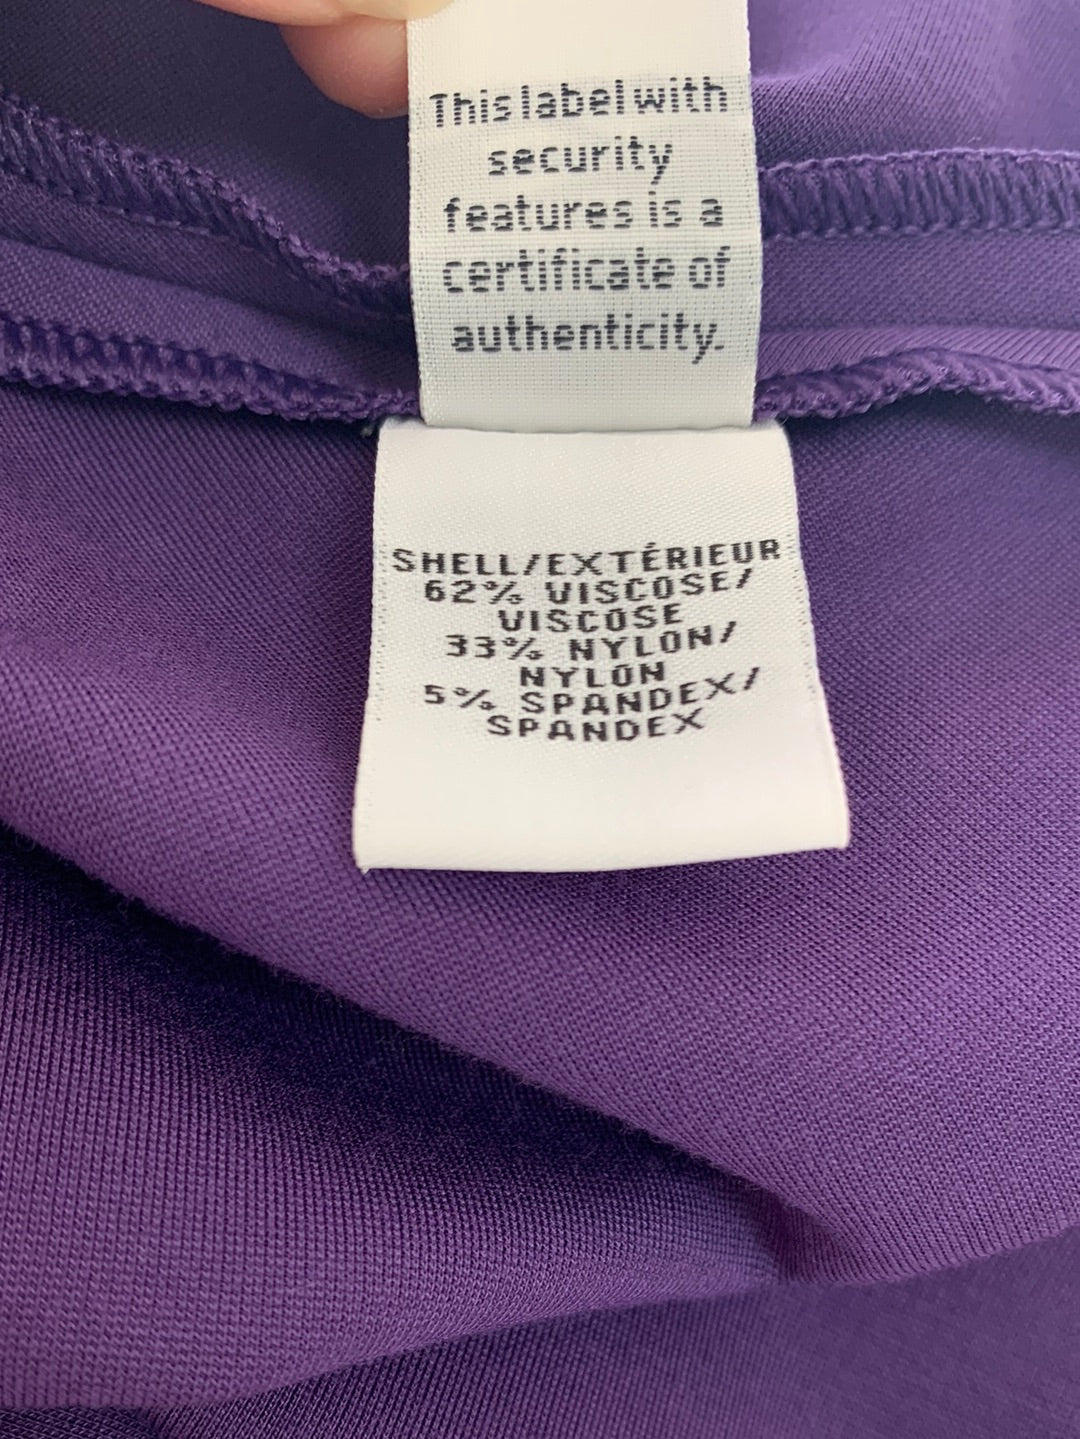 This label with
security
features is a
certificate of
authenticity.
SHELL/EXTÉRIEUR
62% VISCOSE/
VISCOSE
33% NYLON/
NYLON
5% SPANDEX/
SPANDEX